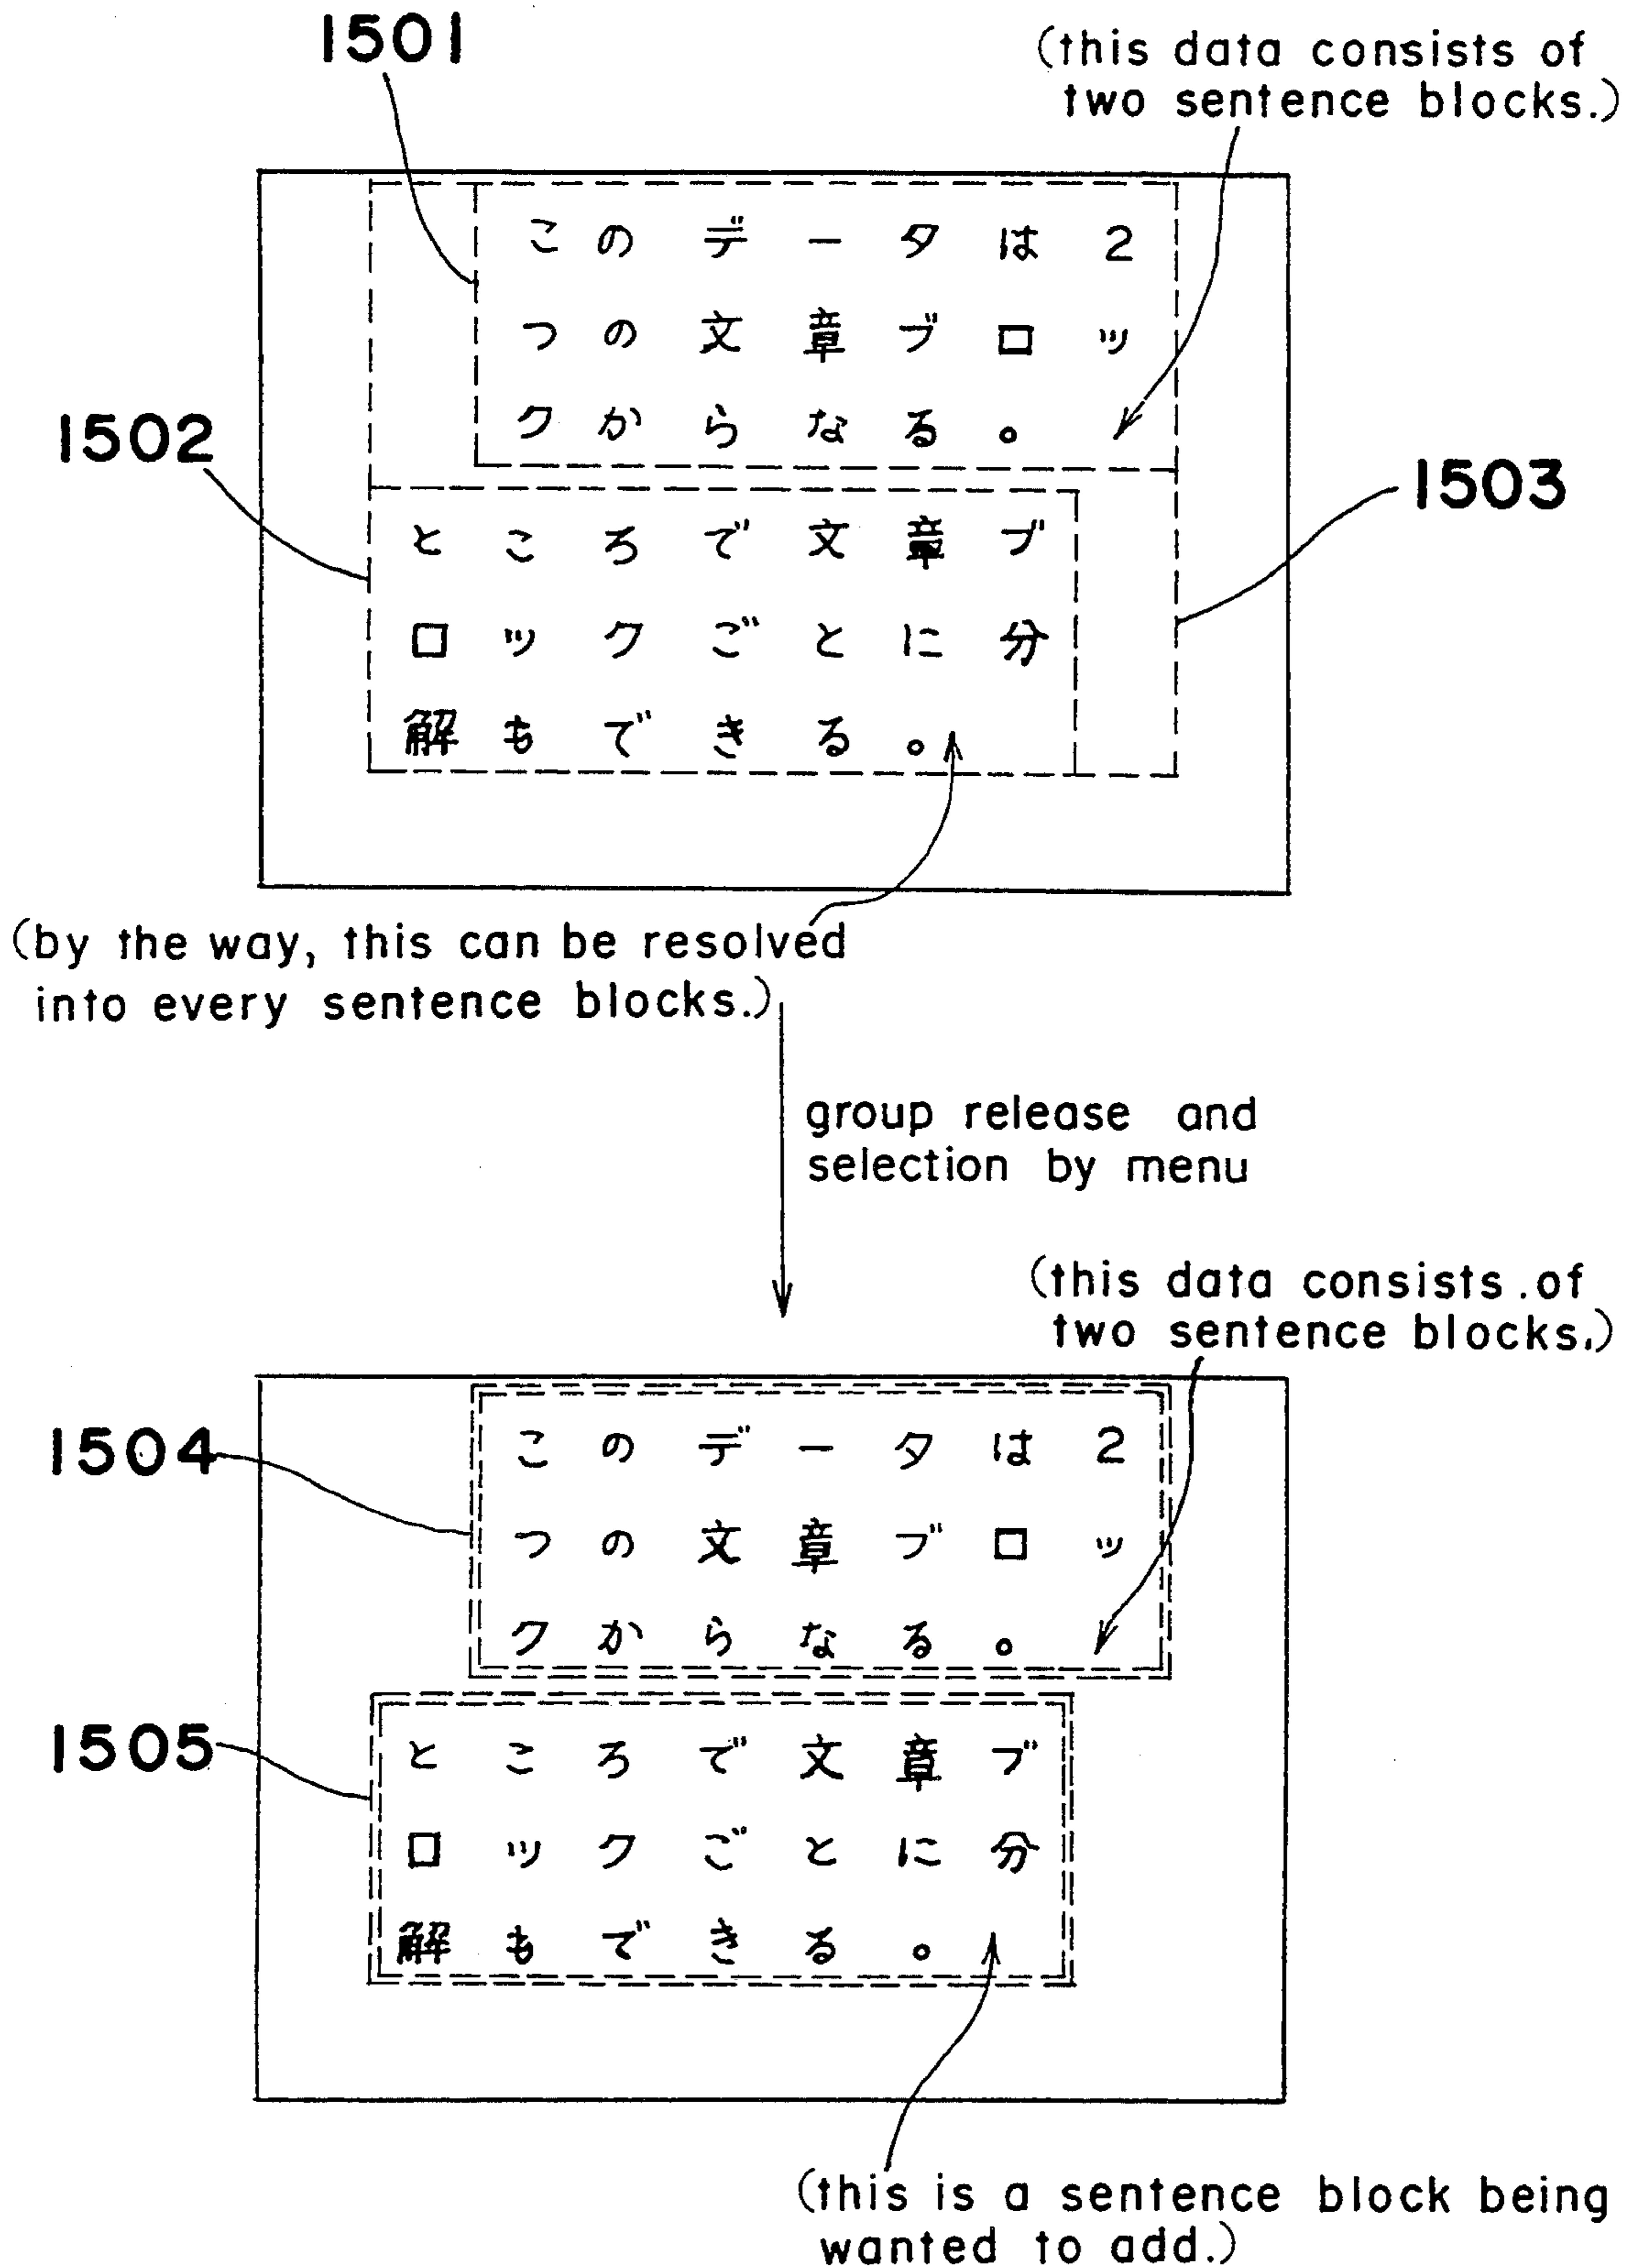 1501
(this data consists of
two sentence blocks.)
このデータは2
つの文章ブロッ
クからなる。
1502
1503
ところで文章ブ
ロックごとに分
解もできる。
(by the way, this can be resolved
into every sentence blocks.)
group release and
selection by menu
(this data consists.of
two sentence blocks.)
1504
このデータは2
つの文章ブロッ
クからなる。
1505
ところで文章ブ
ロックごとに分
解もできる。
(this is a sentence block being
wanted to add.)